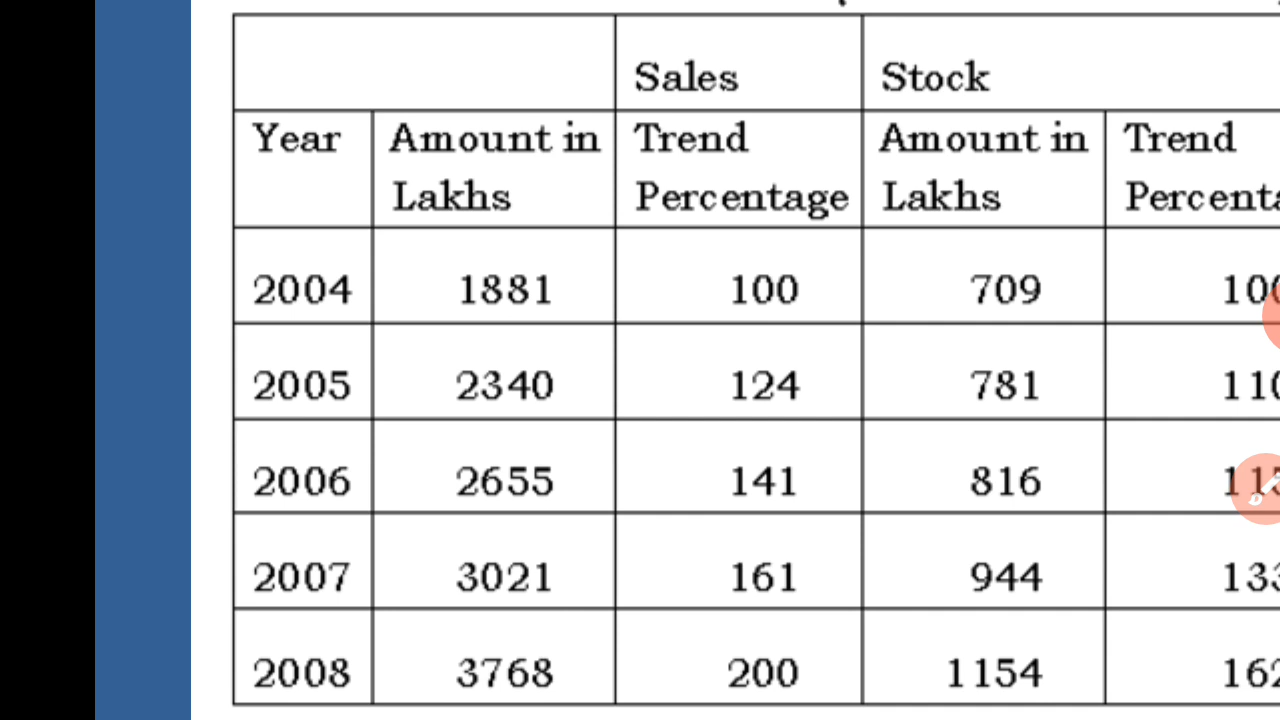 Sales Stock
Year Amount in Trend Amount in Trend
Lakhs Percentage Lakhs
2004 1881 100 709
2005 2340 124 781
2006 2655 141 816
2007 3021 161 944
2008 3768 200 1154